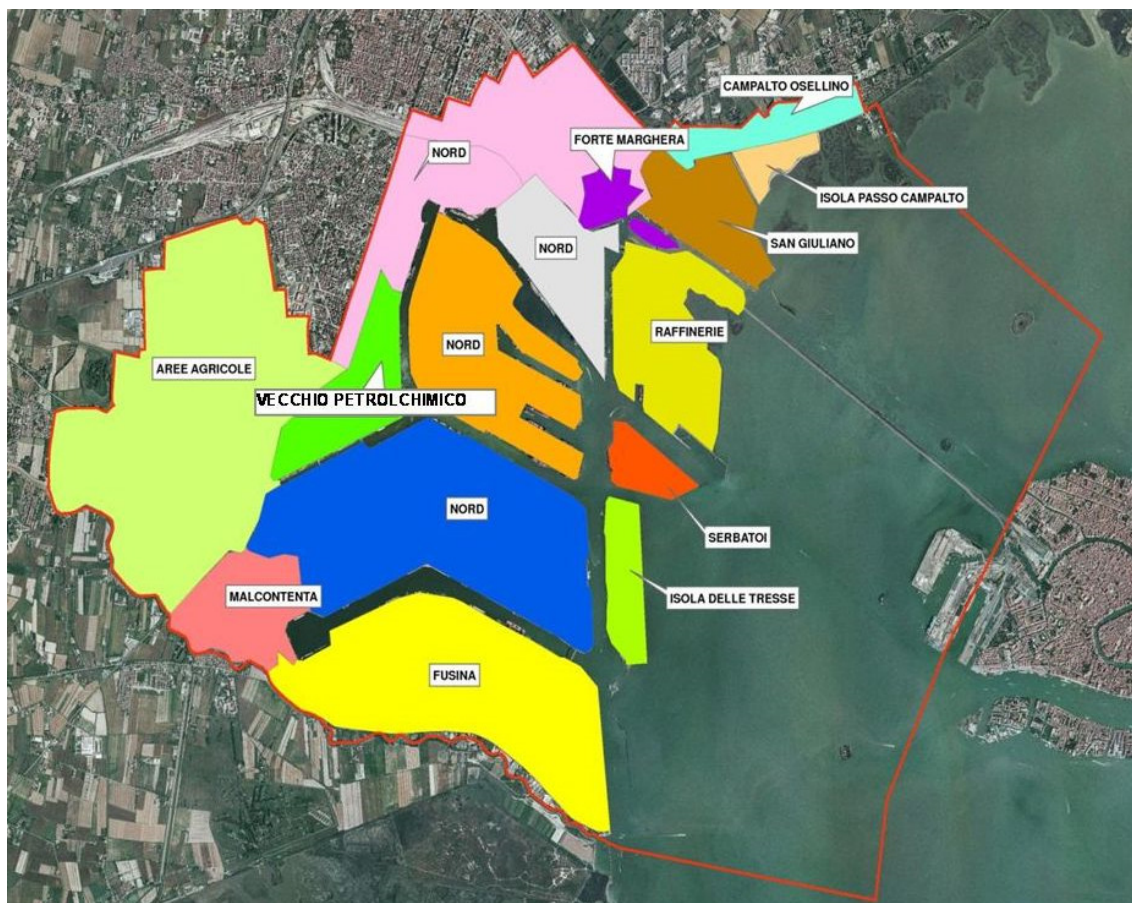 CAMPALTO OSELLINO
FORTE MARGHERA
NORD
ISOLA PASSO CAMPALTO
SAN GIULIANO
NORD
RAFFINERIE
NORD
AREE AGRICOLE
VECCHIO PETROLCHIMICO
NORD
SERBATOI
MALCONTENTA
ISOLA DELLE TRESSE
FUSINA